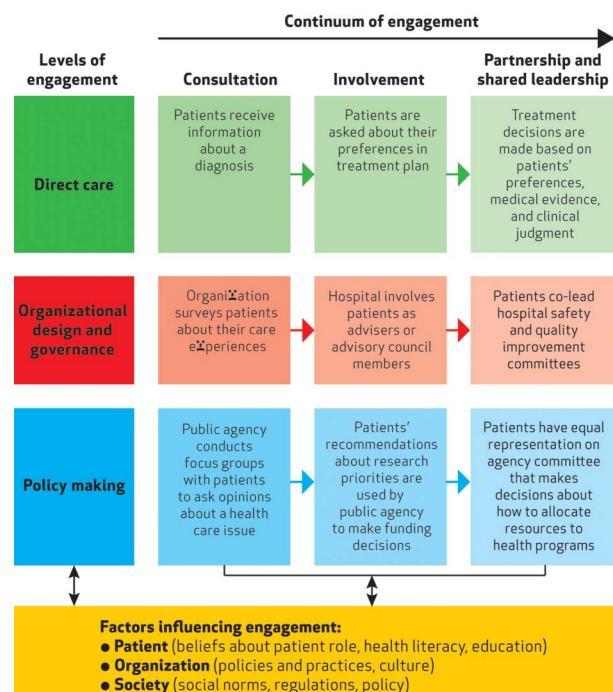 Continuum of engagement
Levels of
engagement
Consultation
Involvement
Partnership and
shared leadership
Direct care
Patients receive
information
about a
diagnosis
Patients are
asked about their
preferences in
treatment plan
Treatment
decisions are
made based on
patients’
preferences,
medical evidence,
and clinical
judgment
Organizational
design and
governance
surveys patients
about their care
Hospital involves
patients as
advisers or
advisory council
members
Patients co-lead
hospital safety
and quality
improvement
committees
Policy making
Public agency
conducts
focus groups
with patients
to ask opinions
about a health
care issue
Patients’
recommendations
about research
priorities are
used by
public agency
to make funding
decisions
Patients have equal
representation on
agency committee
that makes
decisions about
how to allocate
resources to
health programs
Factors influencing engagement:
● Patient (beliefs about patient role, health literacy, education)
● Organization (policies and practices, culture)
● Society (social norms, regulations, policy)